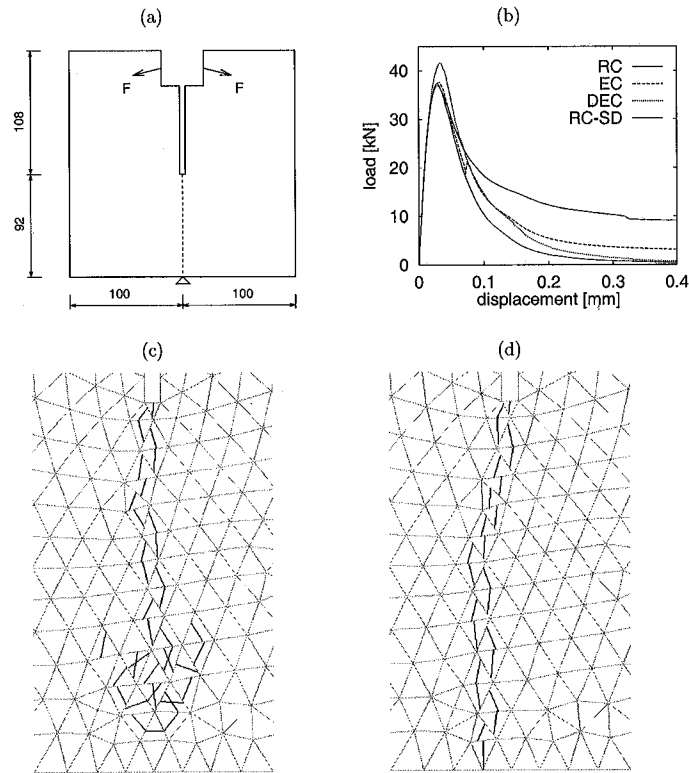 (a)
F
F
108
92
100
100
(b)
load [kN]
40
30
20
10
0
RC
EC
DEC
RC-SD
0
0.1
0.2
0.3
0.4
displacement [mm]
(c)
(d)